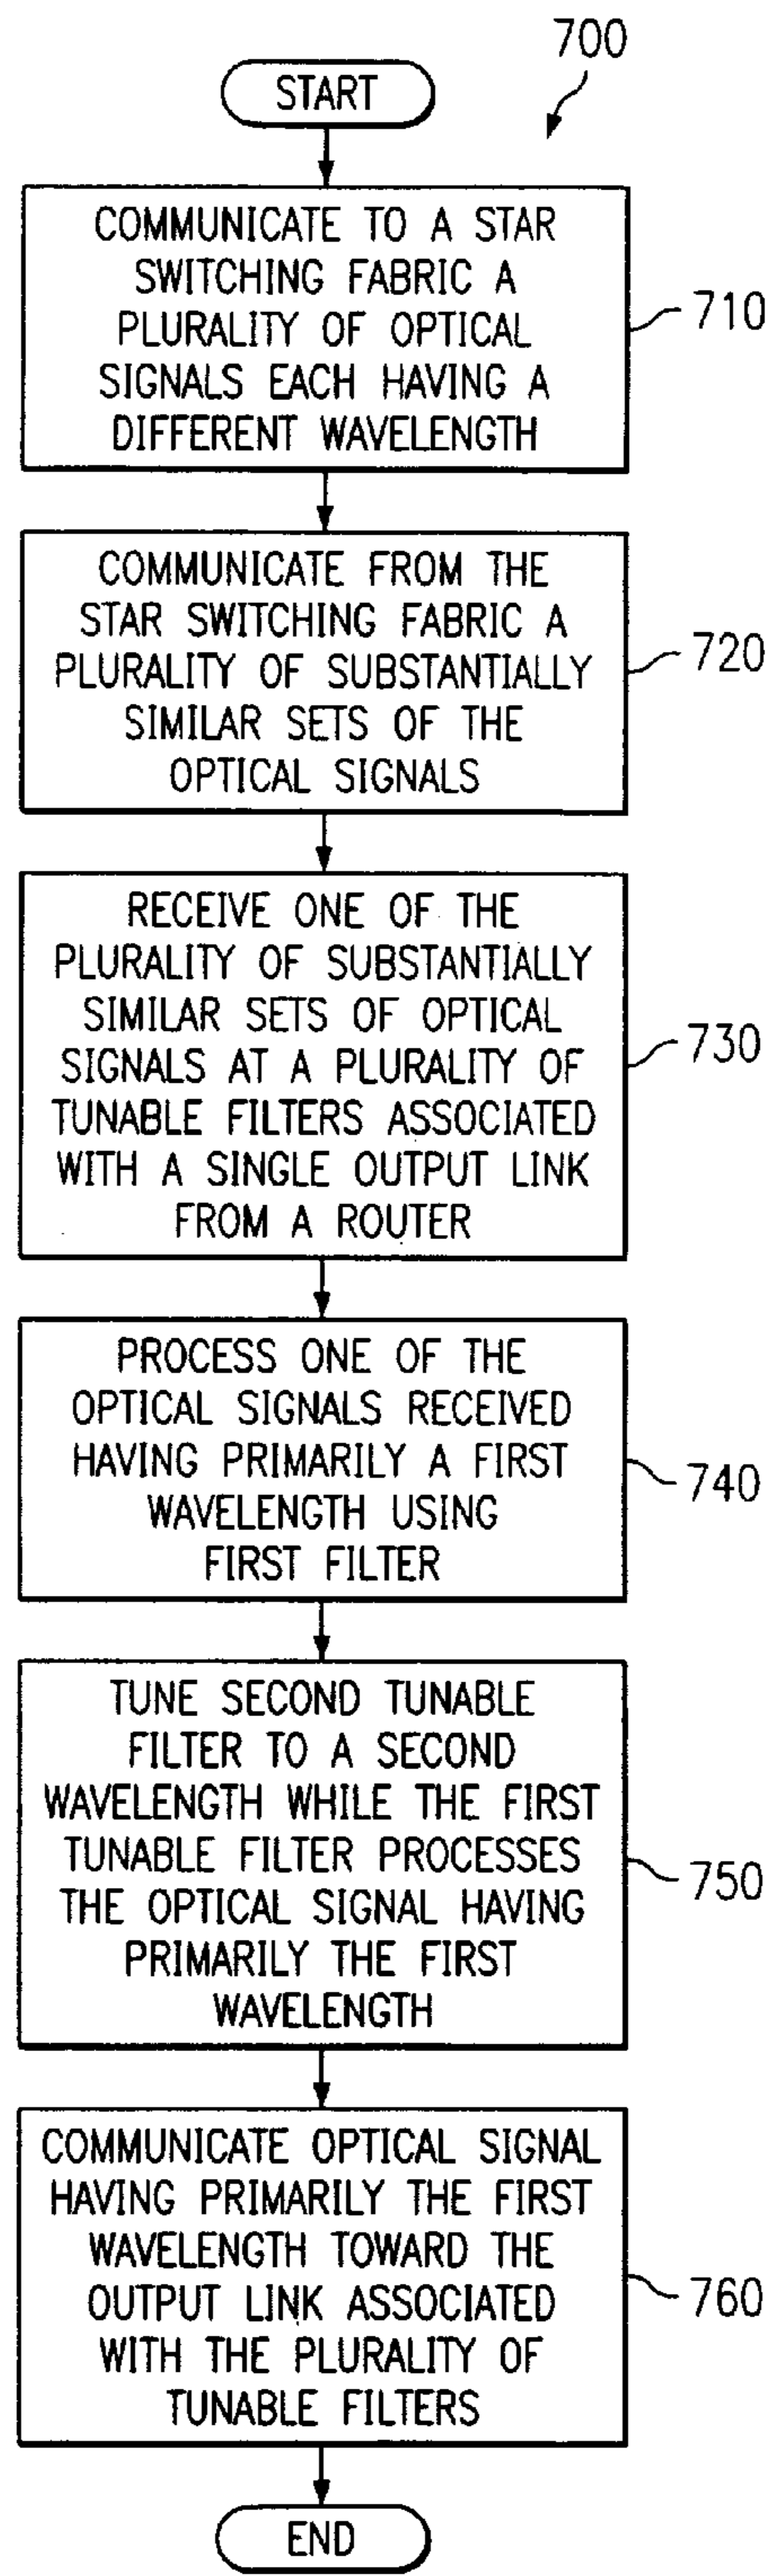 700
START
COMMUNICATE TO A STAR
SWITCHING FABRIC A
PLURALITY OF OPTICAL
SIGNALS EACH HAVING A
DIFFERENT WAVELENGTH
710
COMMUNICATE FROM THE
STAR SWITCHING FABRIC A
PLURALITY OF SUBSTANTIALLY
SIMILAR SETS OF THE
OPTICAL SIGNALS
720
RECEIVE ONE OF THE
PLURALITY OF SUBSTANTIALLY
SIMILAR SETS OF OPTICAL
SIGNALS AT A PLURALITY OF
TUNABLE FILTERS ASSOCIATED
WITH A SINGLE OUTPUT LINK
FROM A ROUTER
730
PROCESS ONE OF THE
OPTICAL SIGNALS RECEIVED
HAVING PRIMARILY A FIRST
WAVELENGTH USING
FIRST FILTER
740
TUNE SECOND TUNABLE
FILTER TO A SECOND
WAVELENGTH WHILE THE FIRST
TUNABLE FILTER PROCESSES
THE OPTICAL SIGNAL HAVING
PRIMARILY THE FIRST
WAVELENGTH
750
COMMUNICATE OPTICAL SIGNAL
HAVING PRIMARILY THE FIRST
WAVELENGTH TOWARD THE
OUTPUT LINK ASSOCIATED
WITH THE PLURALITY OF
TUNABLE FILTERS
760
END